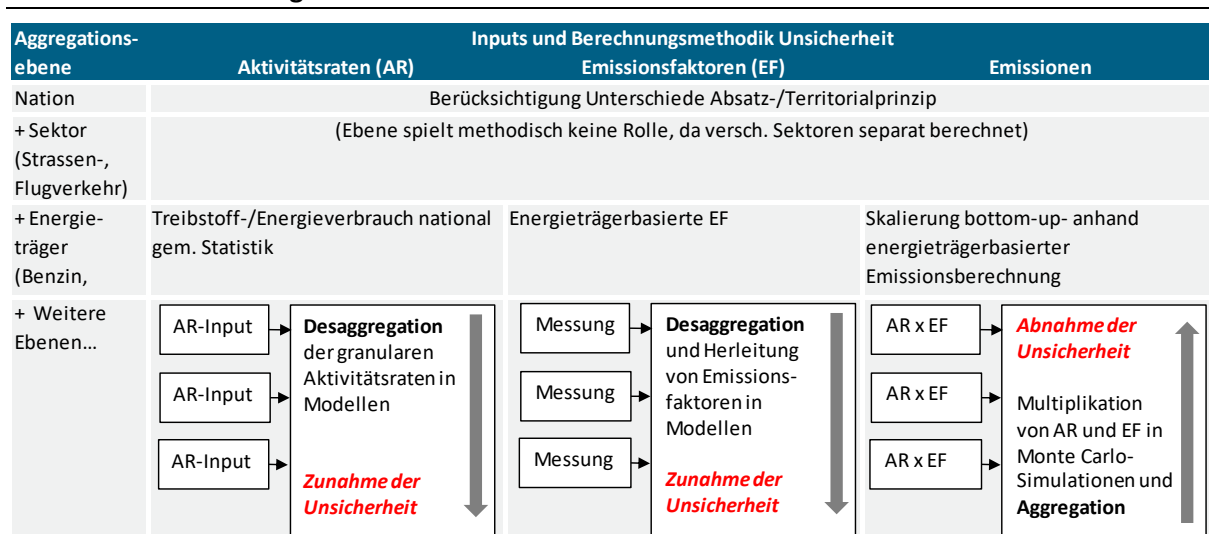 Aggregations-
ebene
Inputs und Berechnungsmethodik Unsicherheit
Aktivitätsraten (AR)
Emissionsfaktoren (EF)
Emissionen
Nation
Berücksichtigung Unterschiede Absatz-/Territorialprinzip
+ Sektor
(Strassen-,
Flugverkehr)
(Ebene spielt methodisch keine Rolle, da versch. Sektoren separat berechnet)
+ Energie-
träger
(Benzin,
Treibstoff-/Energieverbrauch national
gem. Statistik
Energieträgerbasierte EF
Skalierung bottom-up- anhand
energieträgerbasierter
Emissionsberechnung
+ Weitere
Ebenen…
AR-Input
AR-Input
AR-Input
Desaggregation
der granularen
Aktivitätsraten in
Modellen
Zunahme der
Unsicherheit
Messung
Messung
Messung
Desaggregation
und Herleitung
von Emissions-
faktoren in
Modellen
Zunahme der
Unsicherheit
AR x EF
AR x EF
AR x EF
Abnahme der
Unsicherheit
Multiplikation
von AR und EF in
Monte Carlo-
Simulationen und
Aggregation